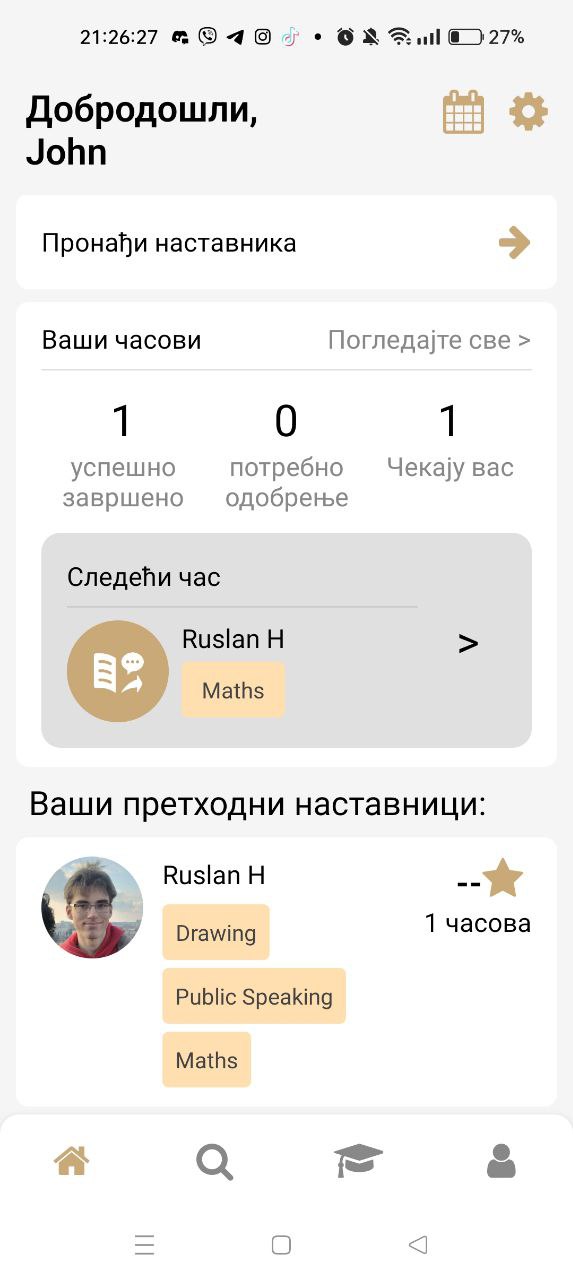 21:26:27
27%
Добродошли,
John
Пронађи наставника
Ваши часови
Погледајте све >
1
0
1
успешно
завршено
потребно
одобрење
Чекају вас
Следећи час
Ruslan H
>
Maths
Ваши претходни наставници:
Ruslan H
--
1 часова
Drawing
Public Speaking
Maths